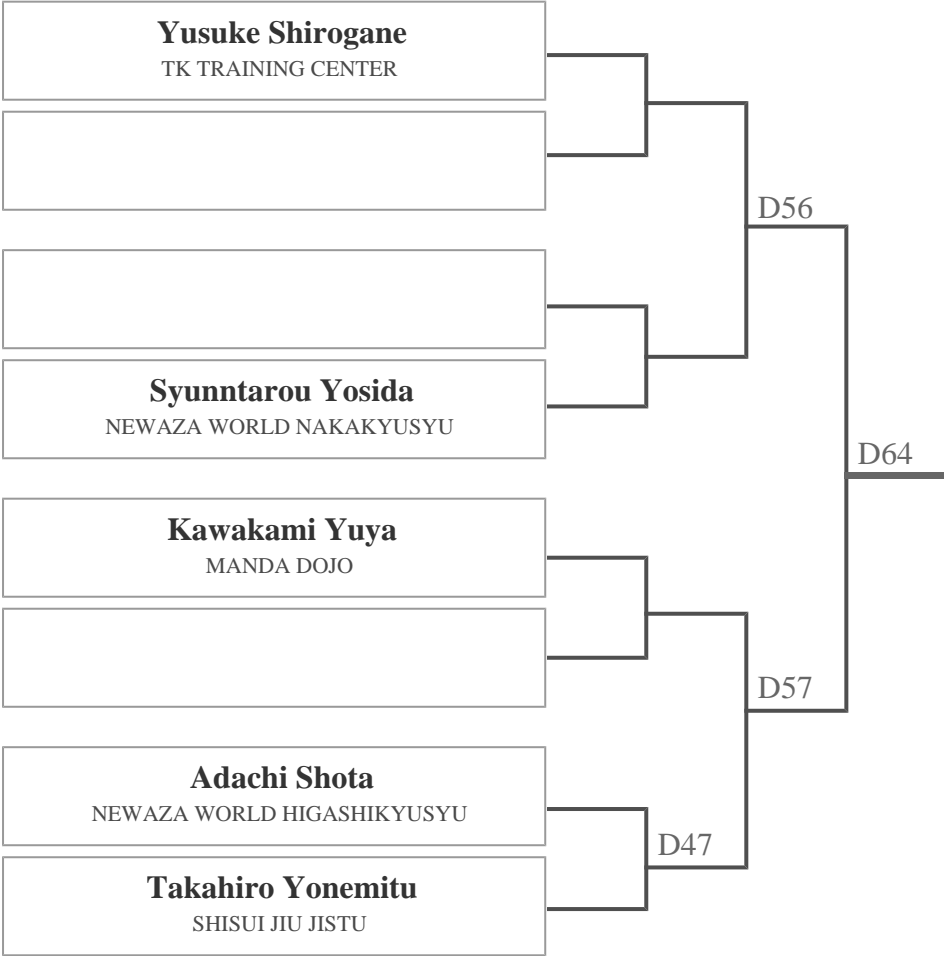 Yusuke Shirogane
TK TRAINING CENTER
D56
Syunntarou Yosida
NEWAZA WORLD NAKAKYUSYU
D64
Kawakami Yuya
MANDA DOJO
D57
Adachi Shota
NEWAZA WORLD HIGASHIKYUSYU
D47
Takahiro Yonemitu
SHISUI JIU JISTU